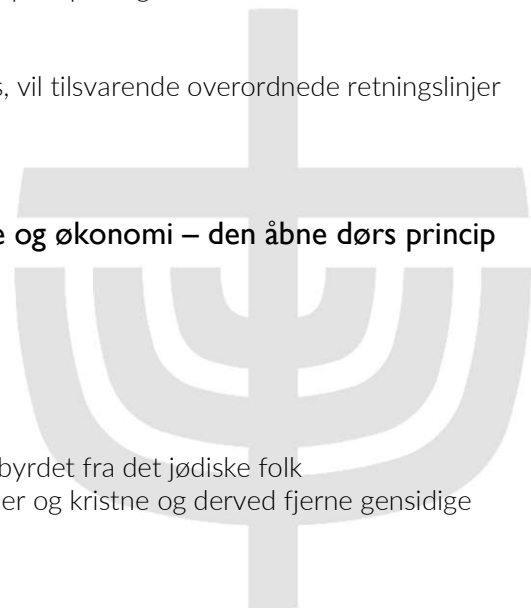 , vil tilsvarende overordnede retningslinjer
og økonomi – den åbne dørs princip
byrdet fra det jødiske folk
er og kristne og derved fjerne gensidige